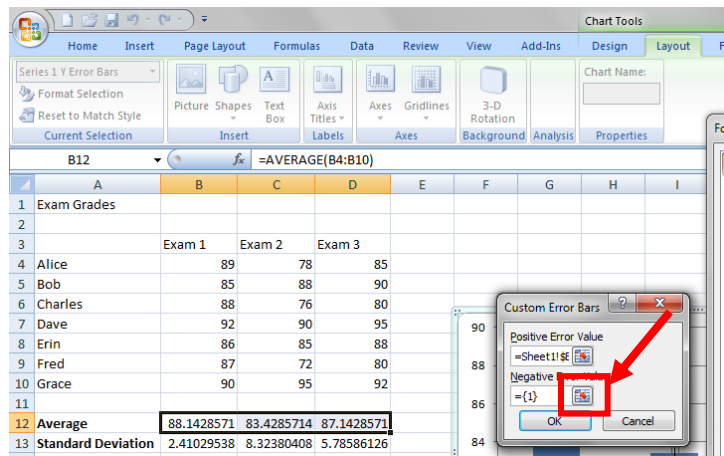 Chart Tools
Home Insert Page Layout Formulas Data Review View Add-Ins Design Layout
Series 1 Y Error Bars
Format Selection
Reset to Match Style
Current Selection
Picture Shapes Text Box
Insert
Axis Titles
Labels
Axes Gridlines
Axes
3-D Rotation
Background
Analysis
Chart Name:
Properties
B12 fx =AVERAGE(B4:B10)
A B C D E F G H I
1 Exam Grades
2
3 Exam 1 Exam 2 Exam 3
4 Alice 89 78 85
5 Bob 85 88 90
6 Charles 88 76 80
7 Dave 92 90 95
8 Erin 86 85 88
9 Fred 87 72 80
10 Grace 90 95 92
11
12 Average 88.1428571 83.4285714 87.1428571
13 Standard Deviation 2.41029538 8.32380408 5.78586126
90
88
86
84
Custom Error Bars
Positive Error Value
=Sheet1!$
Negative Error Value
={1}
OK Cancel
Fo